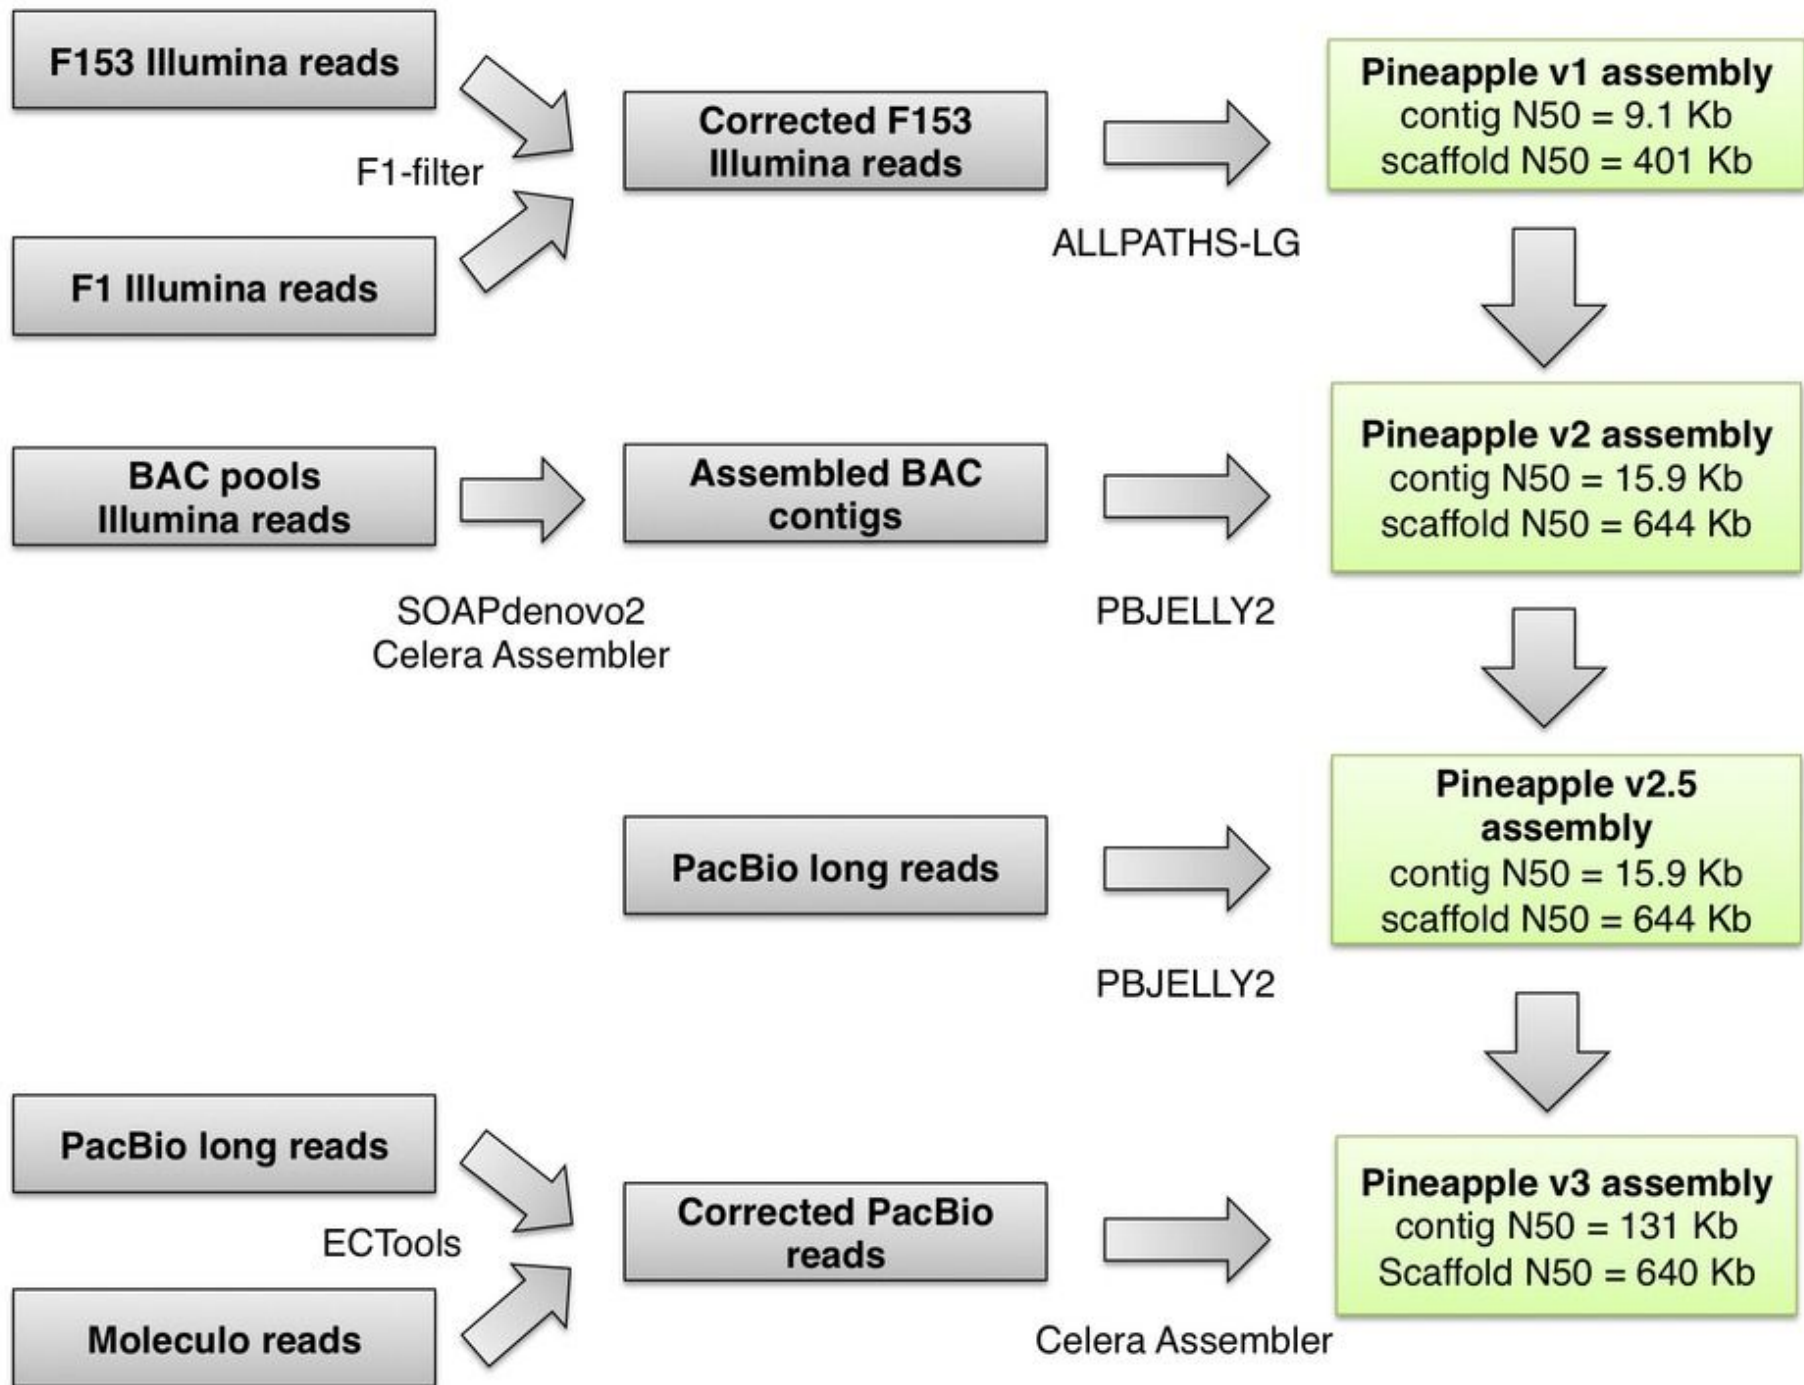 F153 Illumina reads
F1-filter
F1 Illumina reads
Corrected F153
Illumina reads
ALLPATHS-LG
Pineapple v1 assembly
contig N50 = 9.1 Kb
scaffold N50 = 401 Kb
BAC pools
Illumina reads
SOAPdenovo2
Celera Assembler
Assembled BAC
contigs
PBJELLY2
Pineapple v2 assembly
contig N50 = 15.9 Kb
scaffold N50 = 644 Kb
PacBio long reads
PBJELLY2
Pineapple v2.5
assembly
contig N50 = 15.9 Kb
scaffold N50 = 644 Kb
PacBio long reads
ECTools
Moleculo reads
Corrected PacBio
reads
Celera Assembler
Pineapple v3 assembly
contig N50 = 131 Kb
Scaffold N50 = 640 Kb